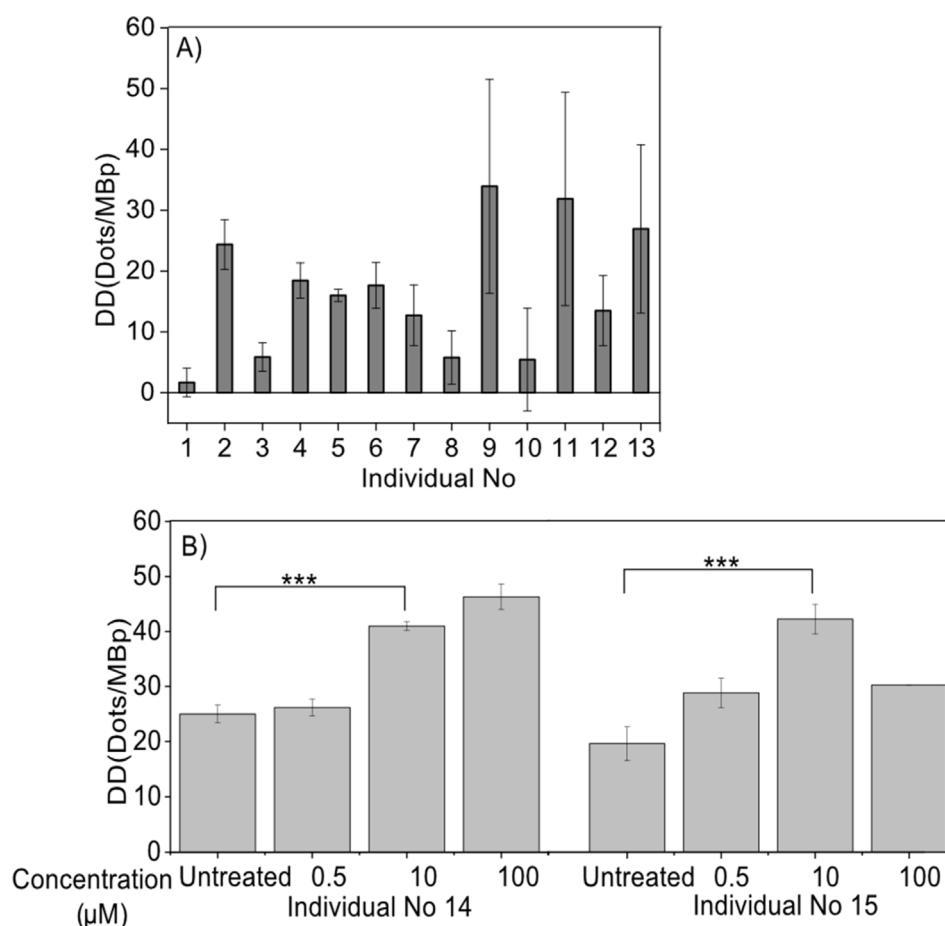 A)
DD(Dots/MBp)
60
50
40
30
20
10
0
1 2 3 4 5 6 7 8 9 10 11 12 13
Individual No
B)
DD(Dots/MBp)
60
50
40
30
20
10
0
*** ***
Concentration Untreated 0.5 10 100 Untreated 0.5 10 100
(μM) Individual No 14 Individual No 15